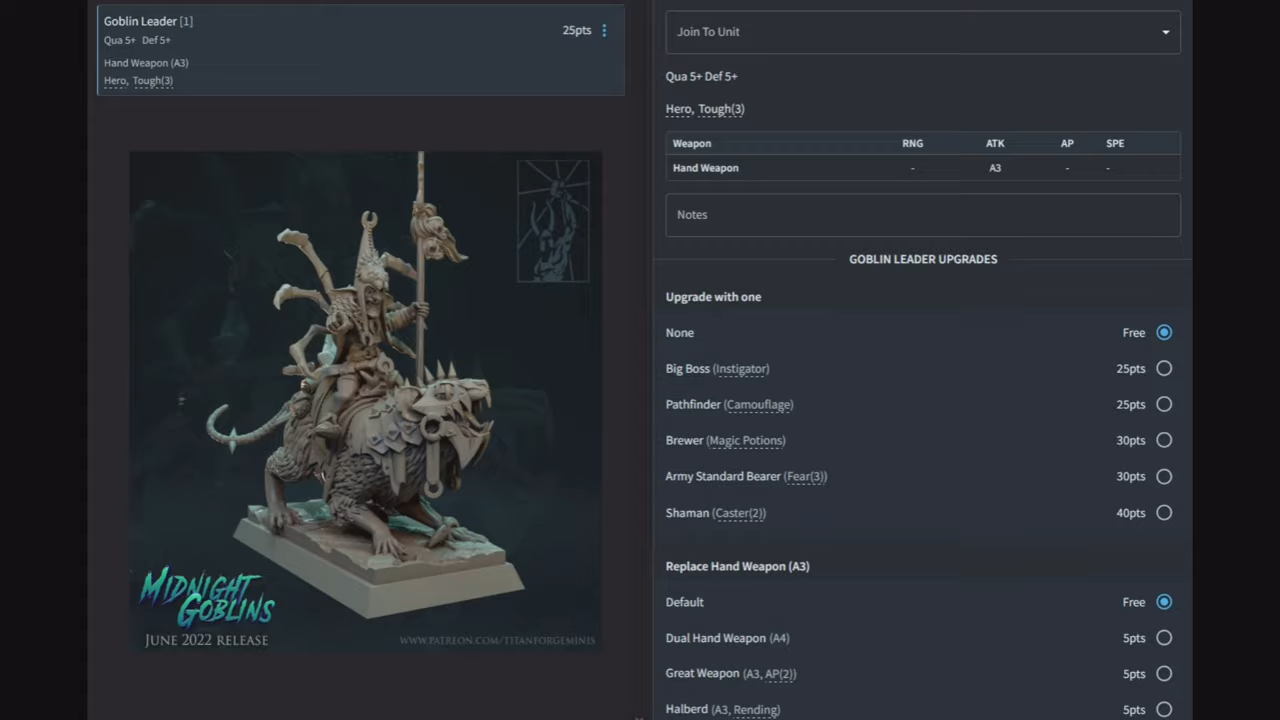 Goblin Leader [1]
25pts
Qua 5+ Def 5+
Hand Weapon (A3)
Hero, Tough(3)
MIDNIGHT
GOBLINS
JUNE 2022 RELEASE
WWW.PATREON.COM/TITANFORGEMINIS
Join To Unit
Qua 5+ Def 5+
Hero, Tough(3)
Weapon RNG ATK AP SPE
Hand Weapon - A3 - -
Notes
GOBLIN LEADER UPGRADES
Upgrade with one
None Free
Big Boss (Instigator) 25pts
Pathfinder (Camouflage) 25pts
Brewer (Magic Potions) 30pts
Army Standard Bearer (Fear(3)) 30pts
Shaman (Caster(2)) 40pts
Replace Hand Weapon (A3)
Default Free
Dual Hand Weapon (A4) 5pts
Great Weapon (A3, AP(2)) 5pts
Halberd (A3, Rending) 5pts